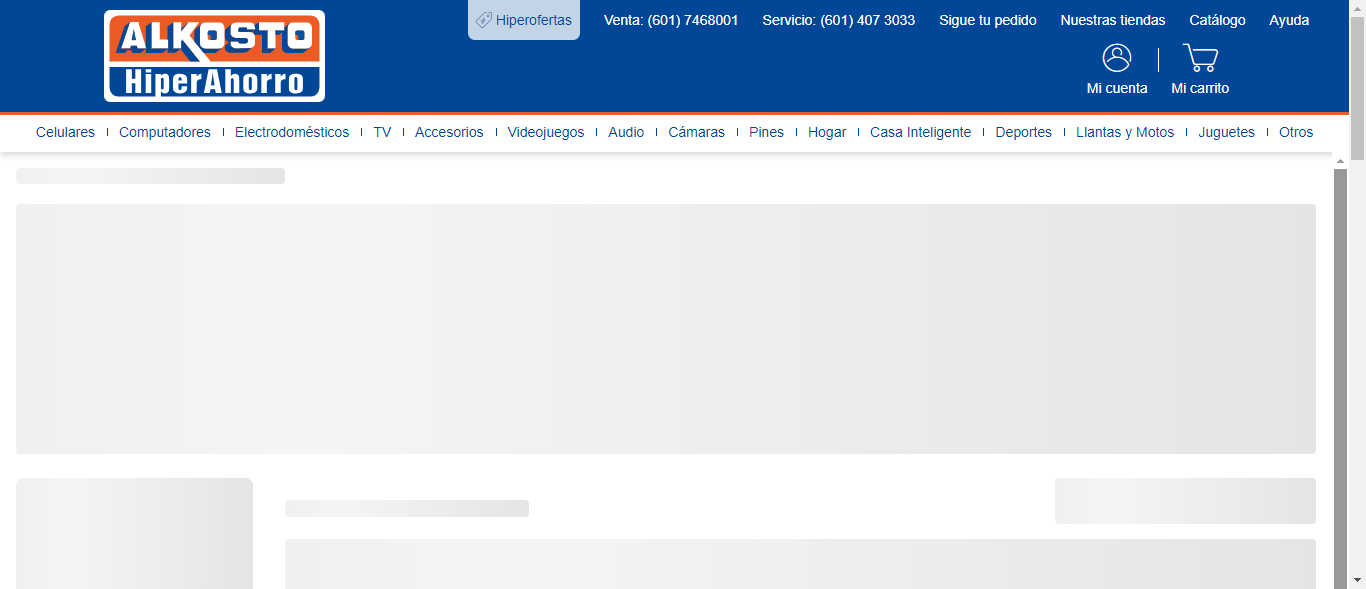 ALKOSTO
HiperAhorro
Hiperofertas Venta: (601) 7468001 Servicio: (601) 407 3033 Sigue tu pedido Nuestras tiendas Catálogo Ayuda
Mi cuenta Mi carrito
Celulares Computadores Electrodomésticos TV Accesorios Videojuegos Audio Cámaras Pines Hogar Casa Inteligente Deportes Llantas y Motos Juguetes Otros